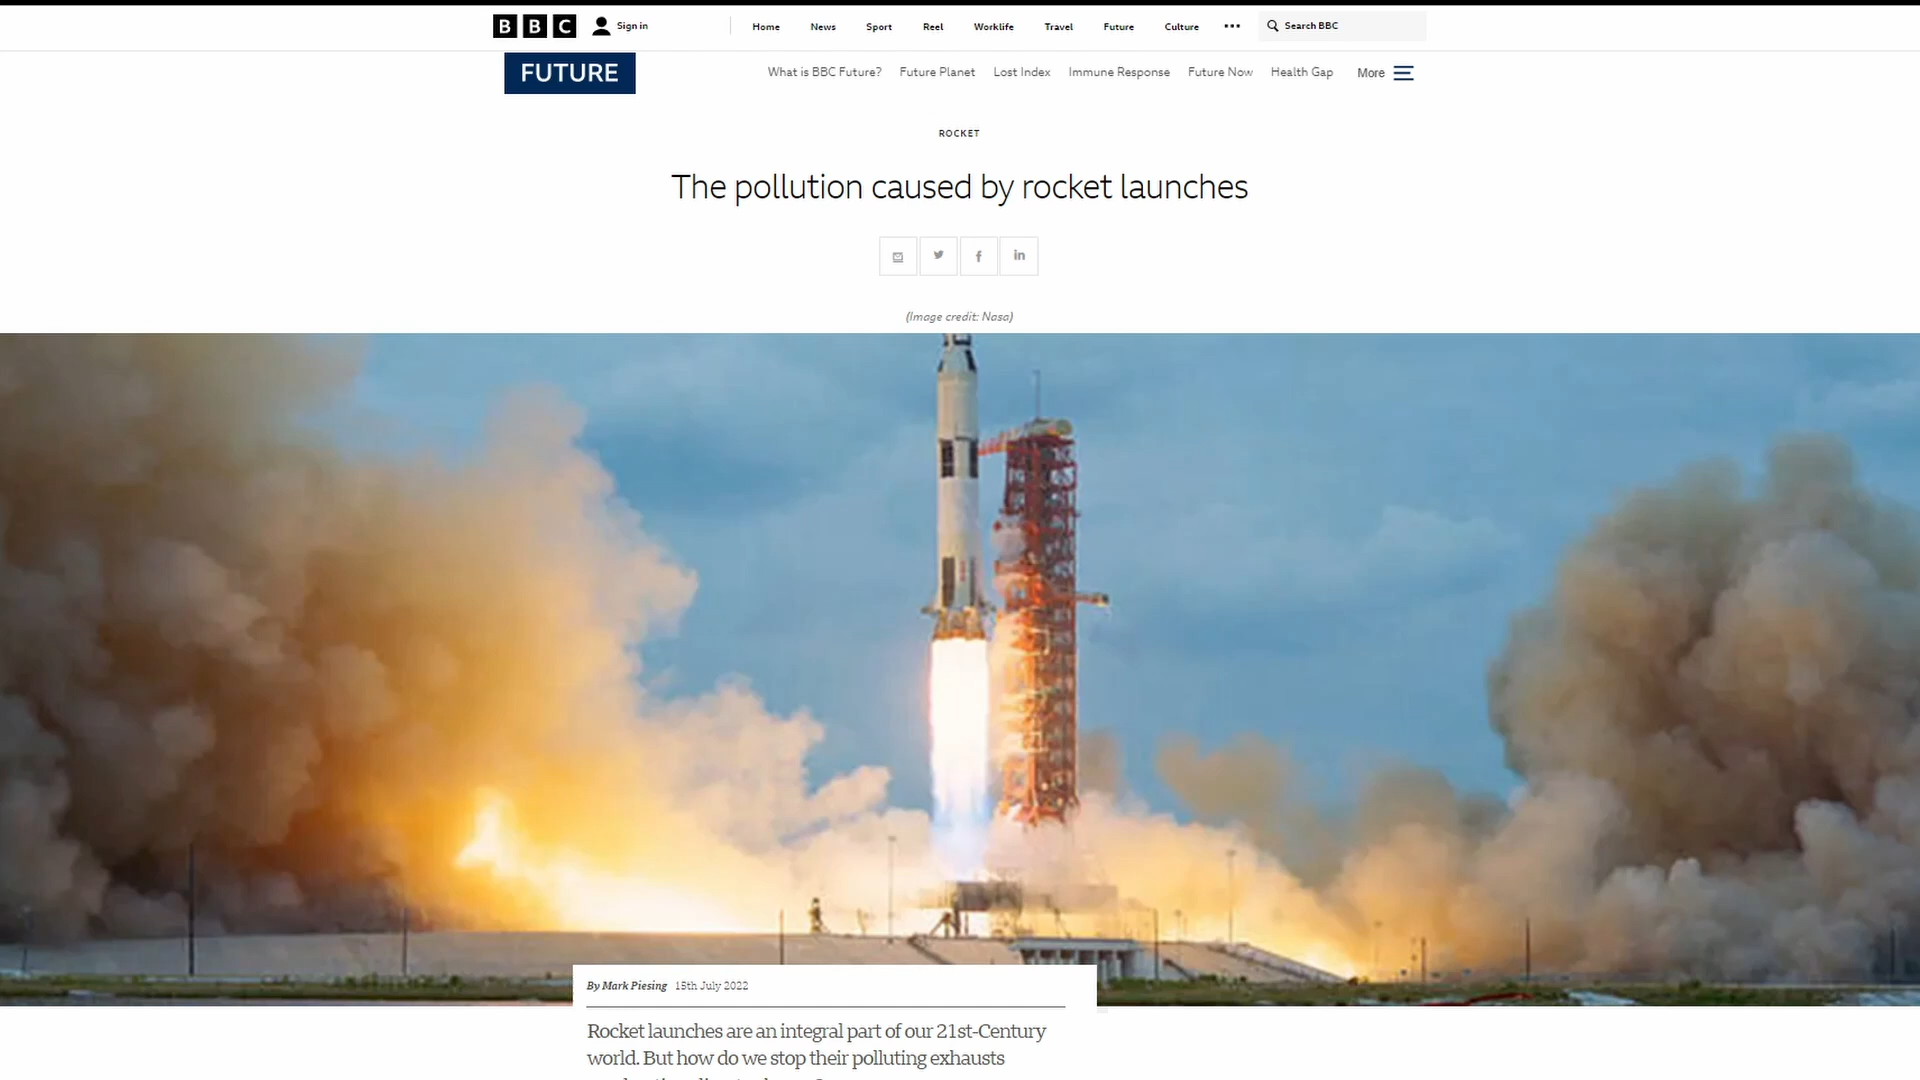 BBC Sign in Home News Sport Reel Worklife Travel Future Culture Search BBC
FUTURE What is BBC Future? Future Planet Lost Index Immune Response Future Now Health Gap More
ROCKET
The pollution caused by rocket launches
(Image credit: Nasa)
By Mark Piesing 15th July 2022
Rocket launches are an integral part of our 21st-Century
world. But how do we stop their polluting exhausts